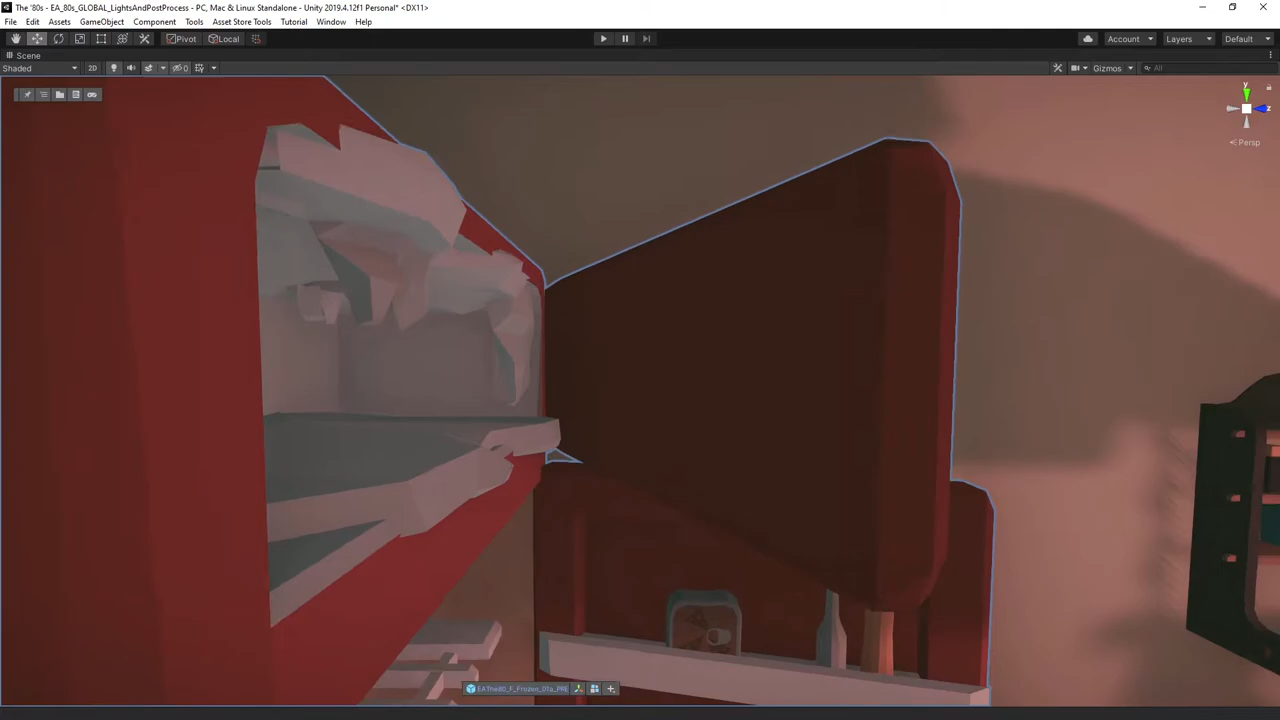 The '80s - EA_80s_GLOBAL_LightsAndPostProcess - PC, Mac & Linux Standalone - Unity 2019.4.12f1 Personal* <DX11>
File Edit Assets GameObject Component Tools Asset Store Tools Tutorial Window Help
Pivot Local Account Layers Default
Scene
Shaded 2D 0 Gizmos All
y
z
Persp
EAThe80_F_Frozen_01a_PRE